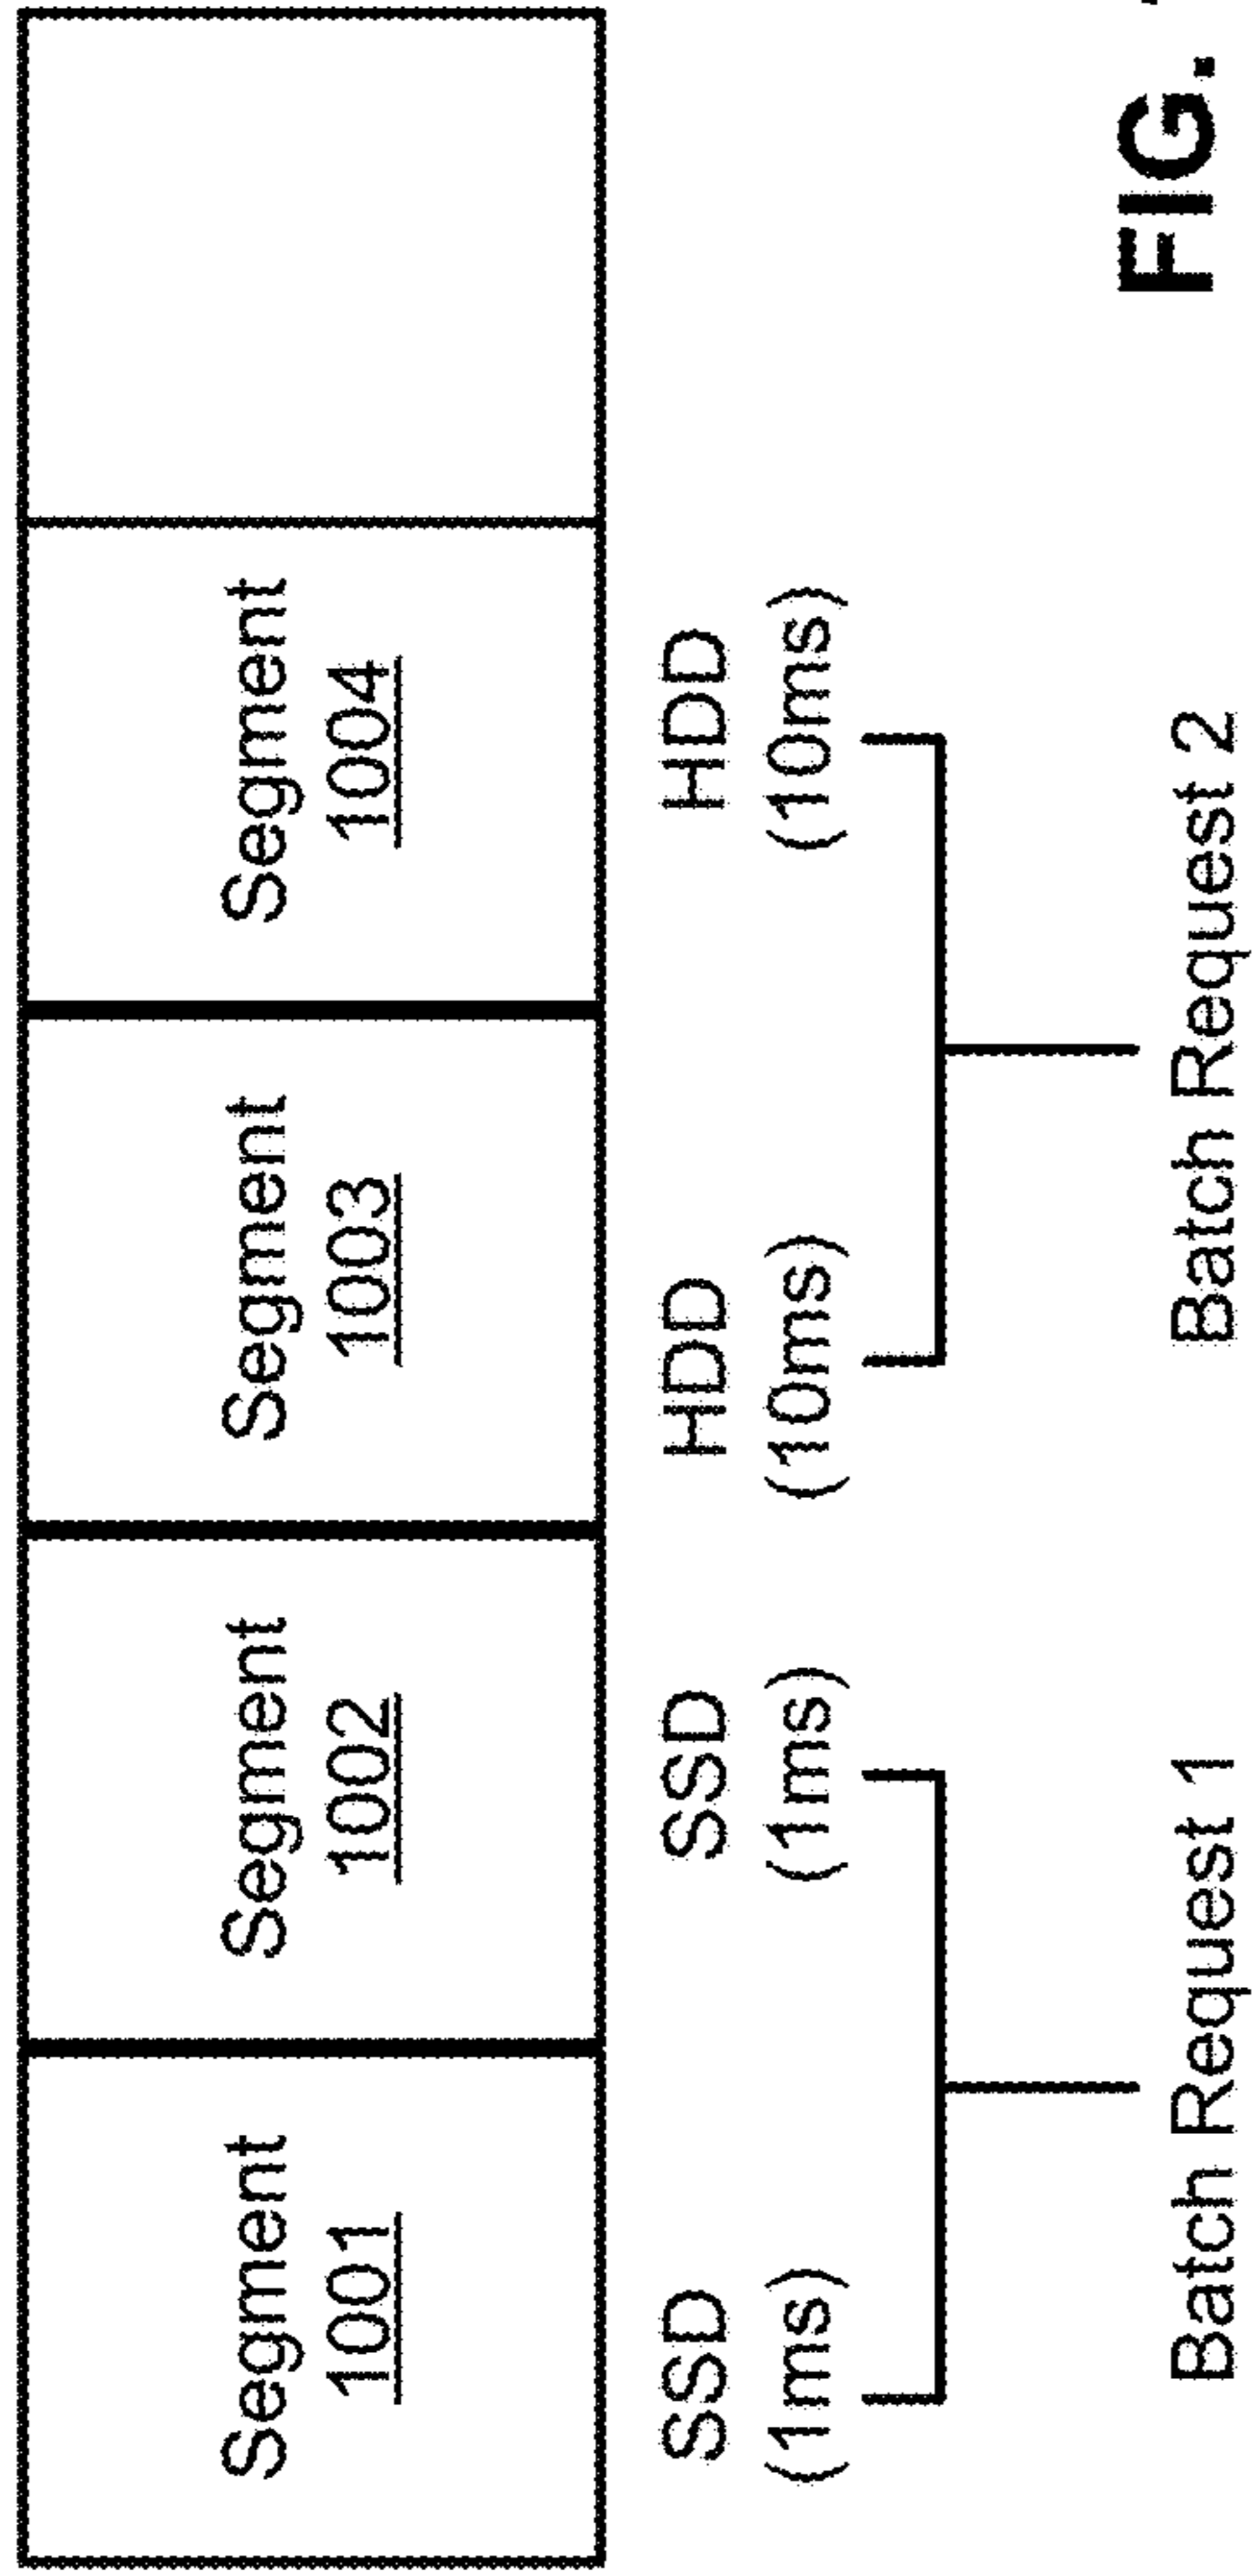 Segment
1001
Segment
1002
Segment
1003
Segment
1004
SSD
(1ms)
SSD
(1ms)
HDD
(10ms)
HDD
(10ms)
Batch Request 1
Batch Request 2
FIG.